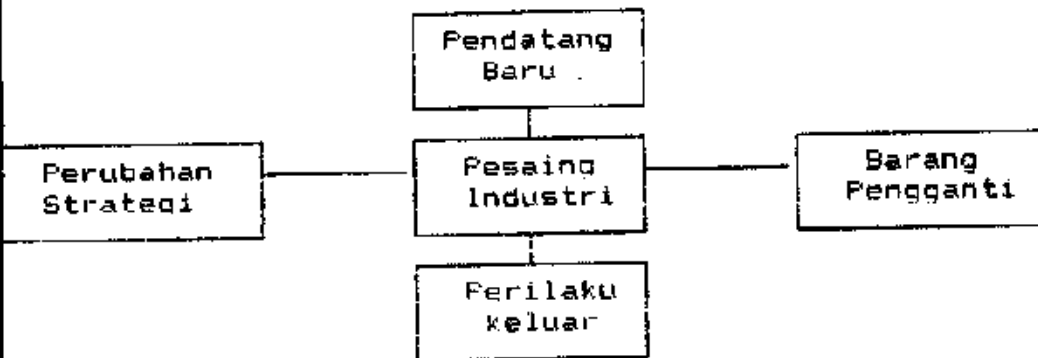 Pendatang
Baru
Perubahan
Strategi
Pesaing
Industri
Barang
Pengganti
Perilaku
keluar